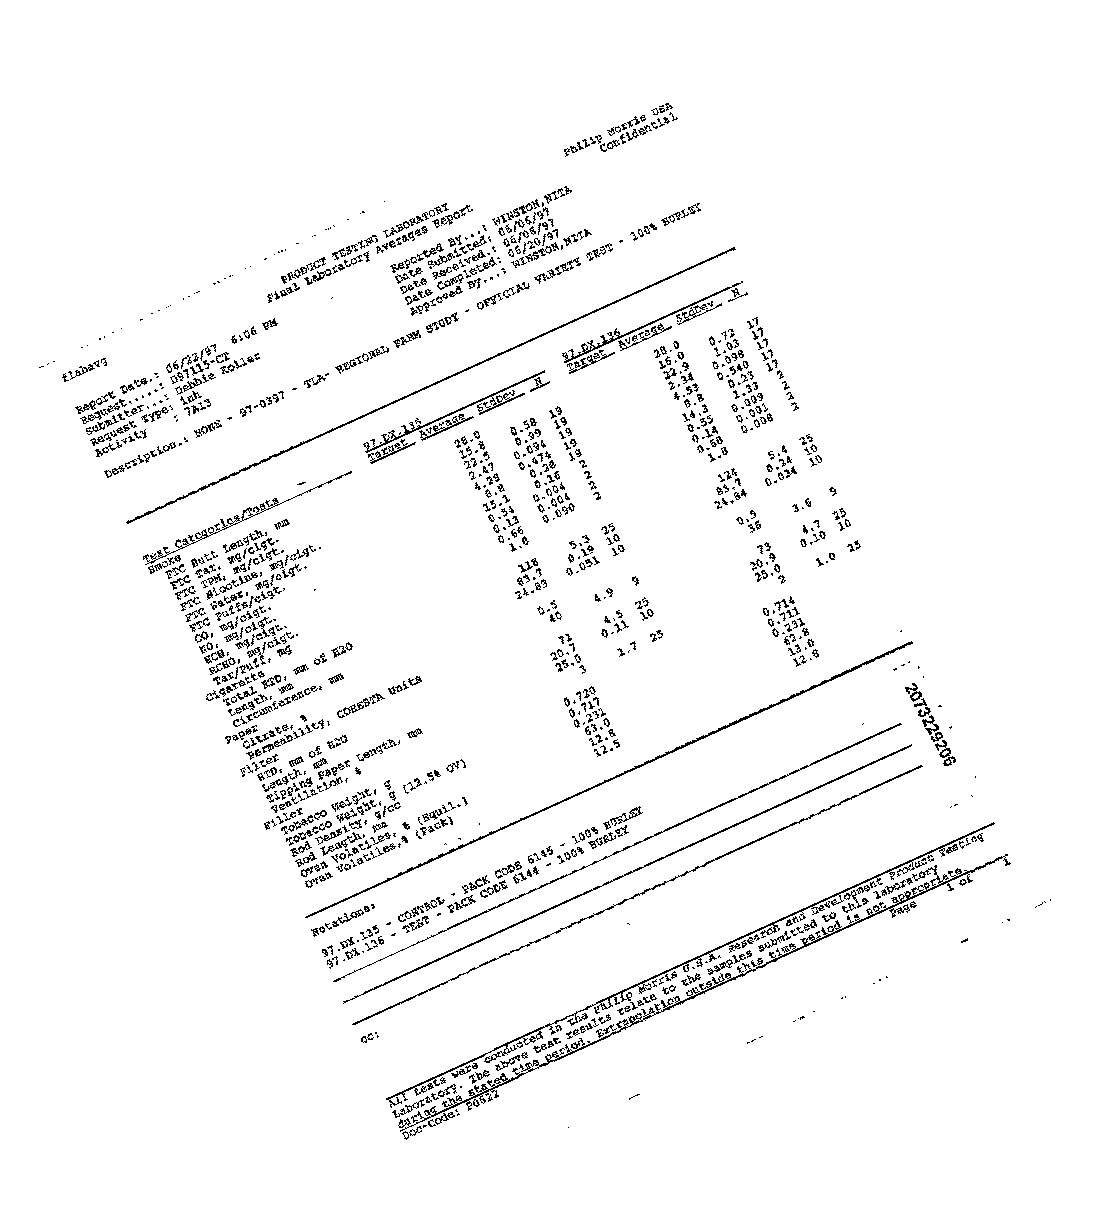 Philip Morris USA
Confidential
PRODUCT TESTING LABORATORY
Final Laboratory Averages Report
flabavg
Report Date.: 06/22/97 6:06 PM Reported By...: WINSTON,NITA
Request.....: D97115-CT Date Submitted: 06/06/97
Submitter...: Debbie Koller Date Received.: 06/06/97
Request Type: inh Date Completed: 06/20/97
Activity : 7A13 Approved By...: WINSTON,NITA
Description.: NONE - 97-0397 - TLA- REGIONAL FARM STUDY - OFFICIAL VARIETY TEST - 100% BURLEY
97.DX.135 97.DX.136
Test Categories/Tests Target Average StdDev N Target Average StdDev N
Smoke
FTC Butt Length, mm 28.0 28.0
FTC Tar, mg/cigt. 15.8 0.58 19 16.0 0.72 17
FTC TPM, mg/cigt. 22.5 0.99 19 22.9 1.03 17
FTC Nicotine, mg/cigt. 2.47 0.094 19 2.34 0.098 17
FTC Water, mg/cigt. 4.29 0.474 19 4.53 0.540 17
FTC Puffs/cigt. 8.8 0.28 19 8.8 0.33 17
CO, mg/cigt. 15.1 0.16 2 14.3 1.33 2
NO, mg/cigt. 0.54 0.004 2 0.55 0.009 2
HCN, mg/cigt. 0.13 0.004 2 0.14 0.001 2
RCHO, mg/cigt. 0.66 0.090 2 0.68 0.008 2
Tar/Puff, mg 1.8 1.8
Cigarette
Total RTD, mm of H2O 118 5.3 25 124 5.4 25
Length, mm 83.7 0.19 10 83.7 0.24 10
Circumference, mm 24.83 0.031 10 24.84 0.024 10
Paper
Citrate, % 0.5 0.5
Permeability, CORESTA Units 40 4.9 9 38 3.6 9
Filter
RTD, mm of H2O 71 4.5 25 73 4.7 25
Length, mm 20.7 0.11 10 20.9 0.10 10
Tipping Paper Length, mm 25.0 25.0
Ventilation, % 3 1.7 25 2 1.0 25
Filler
Tobacco Weight, g 0.720 0.714
Tobacco Weight, g (12.5% OV) 0.717 0.711
Rod Density, g/cc 0.232 0.231
Rod Length, mm 63.0 62.8
Oven Volatiles, % (Equil.) 12.8 13.0
Oven Volatiles,% (Pack) 12.5 12.8
2073229206
Notations:
97.DX.135 - CONTROL - PACK CODE 6145 - 100% BURLEY
97.DX.136 - TEST - PACK CODE 6144 - 100% BURLEY
cc:
All tests were conducted in the Philip Morris U.S.A. Research and Development Product Testing
Laboratory. The above test results relate to the samples submitted to this laboratory
during the stated time period. Extrapolation outside this time period is not appropriate.
Doc-Code: P0622 Page 1 of 1